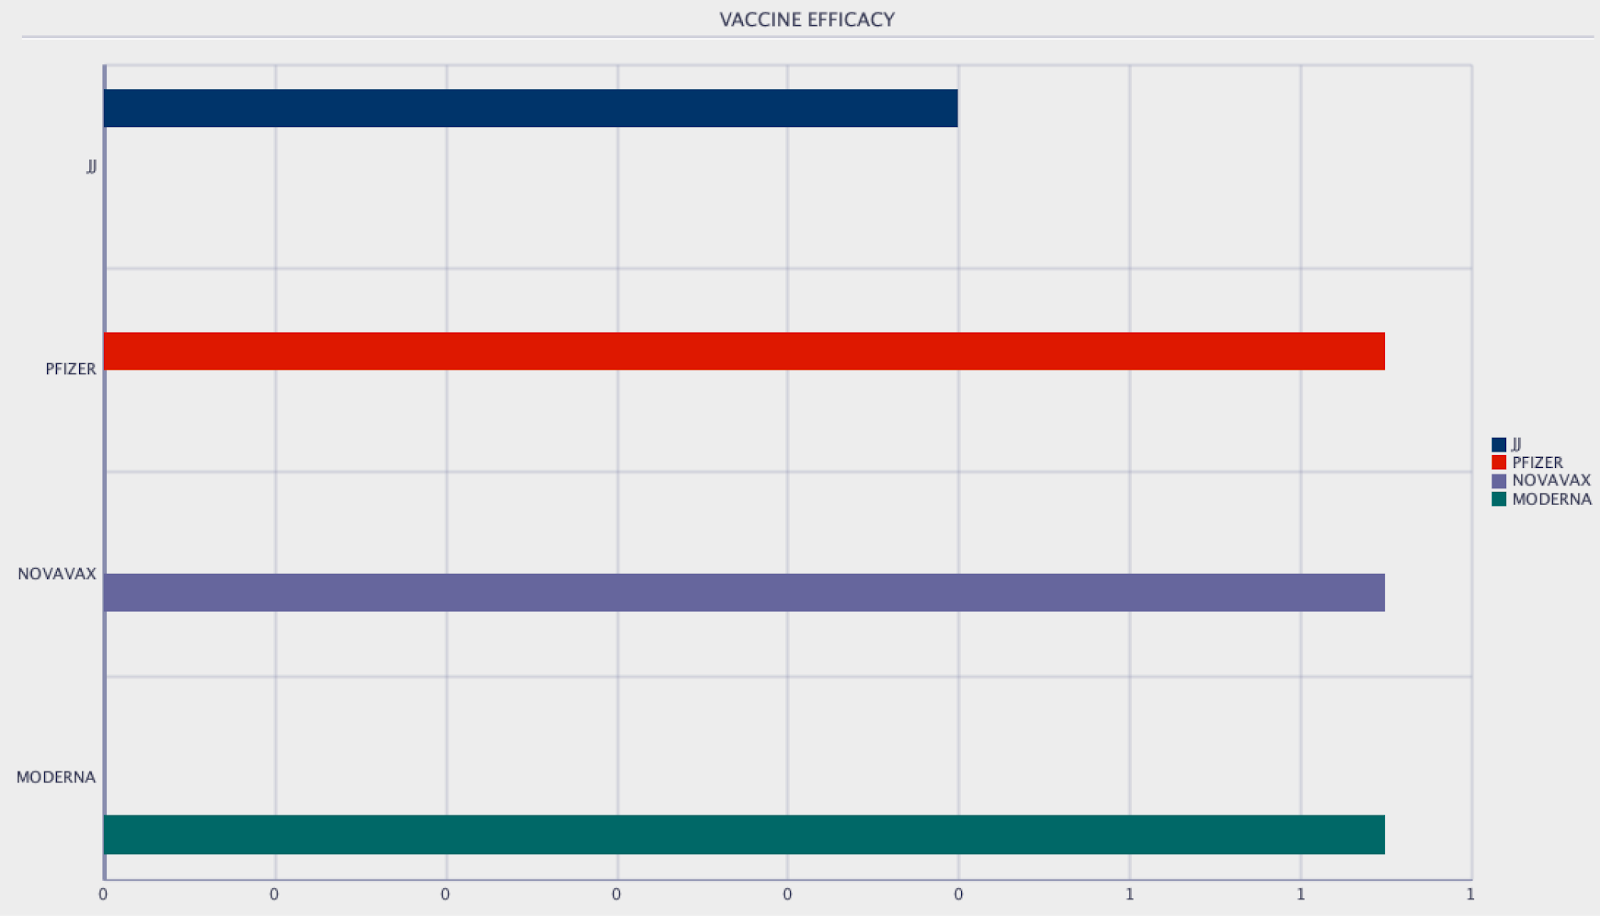 VACCINE EFFICACY
JJ
PFIZER
NOVAVAX
MODERNA
0 0 0 0 0 0 1 1 1
JJ
PFIZER
NOVAVAX
MODERNA